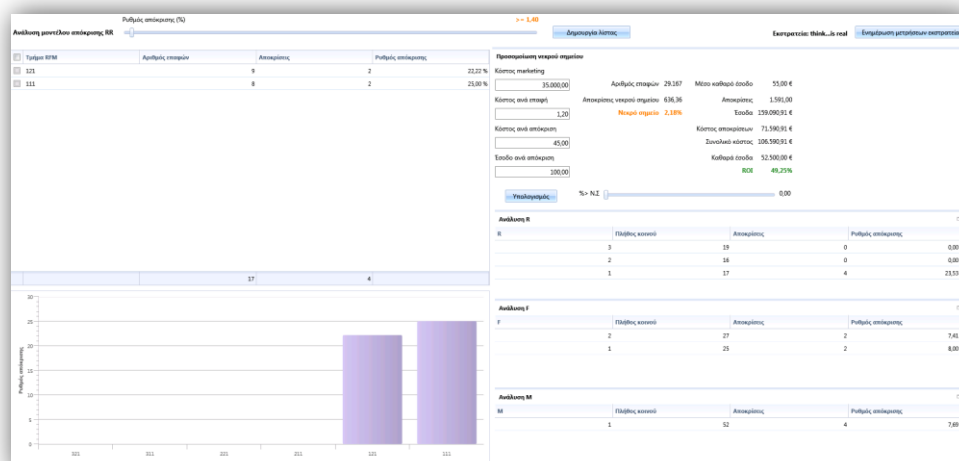 Ρυθμός απόκρισης (%) >= 1,40
Ανάλυση μοντέλου απόκρισης RR Δημιουργία λίστας Εκστρατεία: think...is real Ενημέρωση μετρήσεων εκστρατεία
Τμήμα RFM Αριθμός επαφών Αποκρίσεις Ρυθμός απόκρισης
121 9 2 22,22 %
111 8 2 25,00 %
17 4
Ρυθμός απόκρισης
30
25
20
15
10
5
0
321 311 221 211 121 111
Προσομοίωση νεκρού σημείου
Κόστος marketing
35.000,00 Αριθμός επαφών 29.167 Μέσο καθαρό έσοδο 55,00 €
Κόστος ανά επαφή Αποκρίσεις νεκρού σημείου 636,36 Αποκρίσεις 1.591,00
1,20 Νεκρό σημείο 2,18% Έσοδα 159.090,91 €
Κόστος ανά απόκριση Κόστος αποκρίσεων 71.590,91 €
45,00 Συνολικό κόστος 106.590,91 €
Έσοδο ανά απόκριση Καθαρά έσοδα 52.500,00 €
100,00 ROI 49,25%
Υπολογισμός %> Ν.Σ 0,00
Ανάλυση R
R Πλήθος κοινού Αποκρίσεις Ρυθμός απόκρισης
3 19 0 0,00
2 16 0 0,00
1 17 4 23,53
Ανάλυση F
F Πλήθος κοινού Αποκρίσεις Ρυθμός απόκρισης
2 27 2 7,41
1 25 2 8,00
Ανάλυση M
M Πλήθος κοινού Αποκρίσεις Ρυθμός απόκρισης
1 52 4 7,69